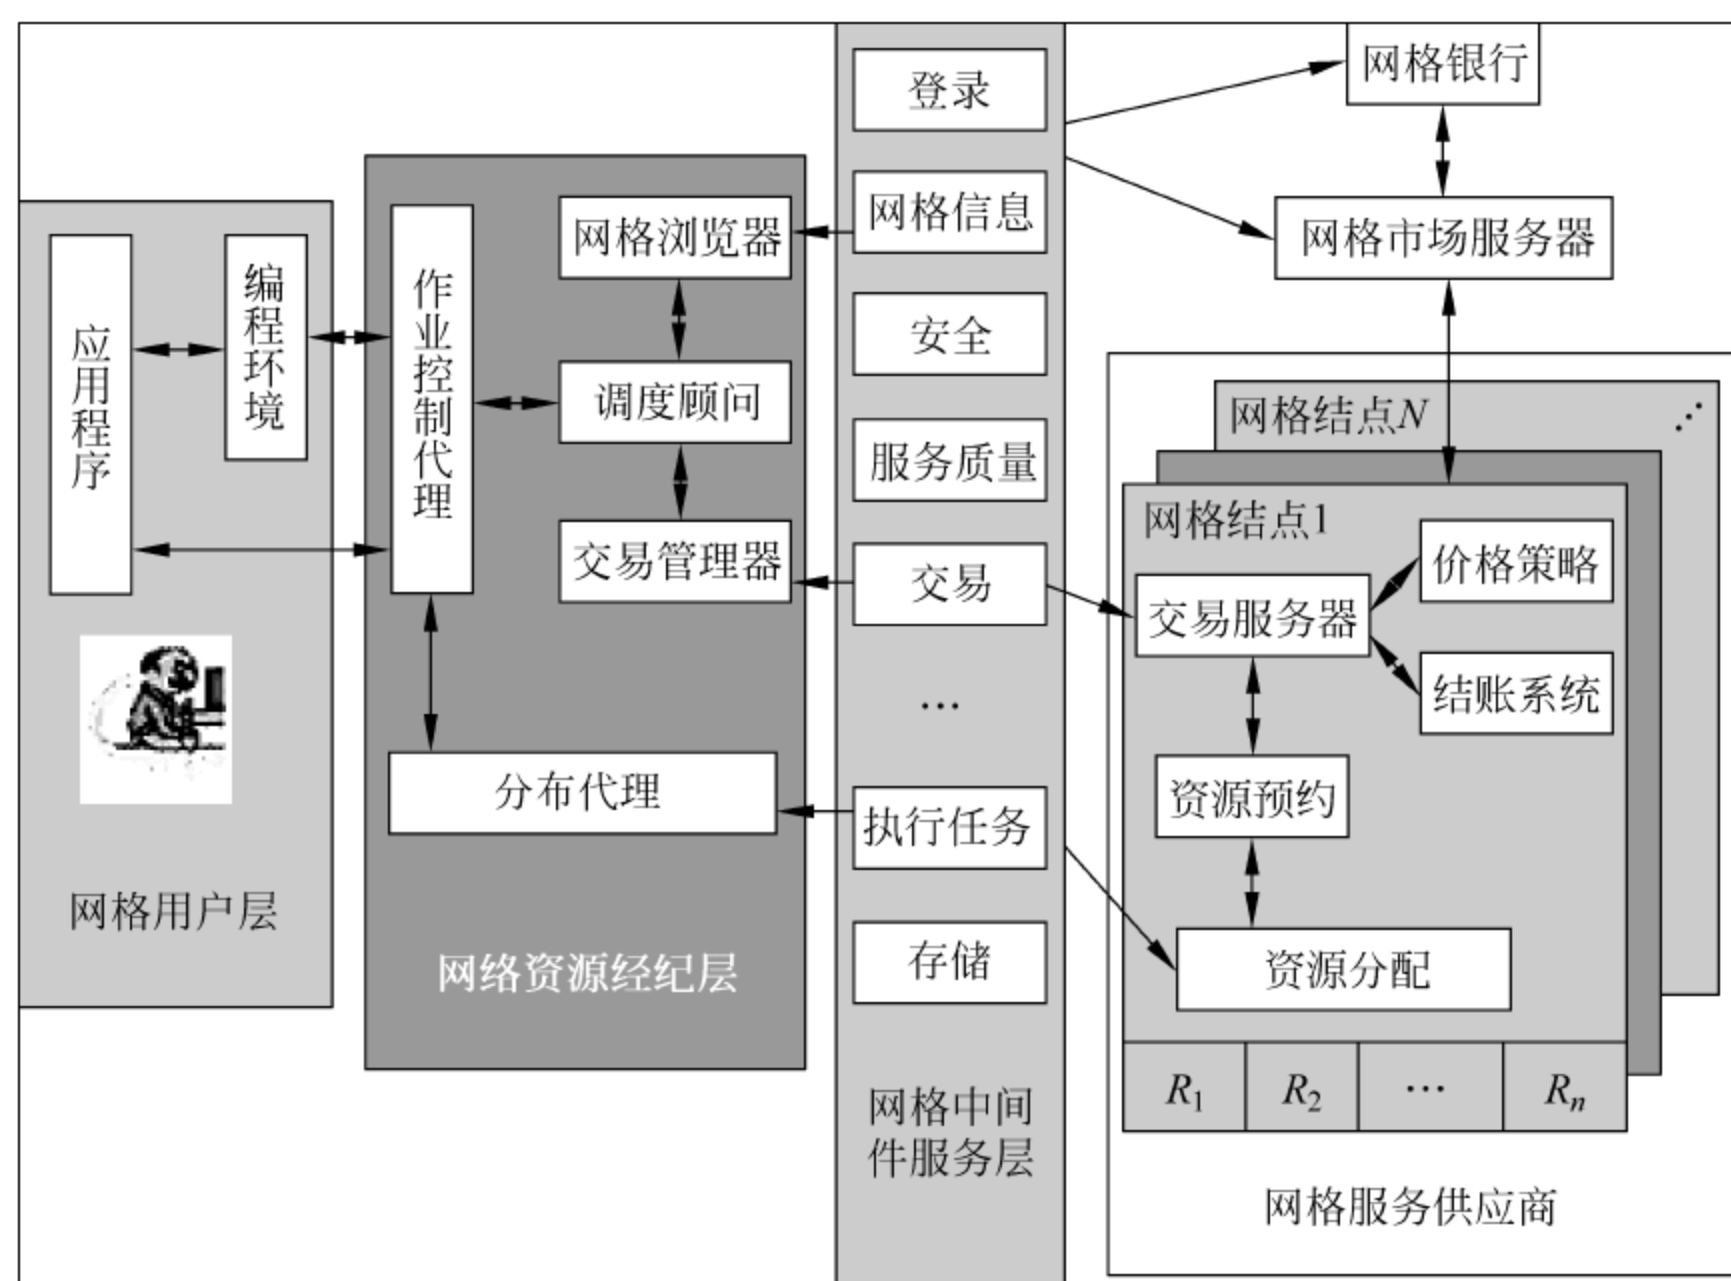 应用程序
编程环境
网格用户层
作业控制代理
网格浏览器
调度顾问
交易管理器
分布代理
网络资源经纪层
登录
网格信息
安全
服务质量
交易
…
执行任务
存储
网格中间
件服务层
网格银行
网格市场服务器
网格结点N
⋰
网格结点1
价格策略
交易服务器
结账系统
资源预约
资源分配
R1 R2 … Rn
网格服务供应商